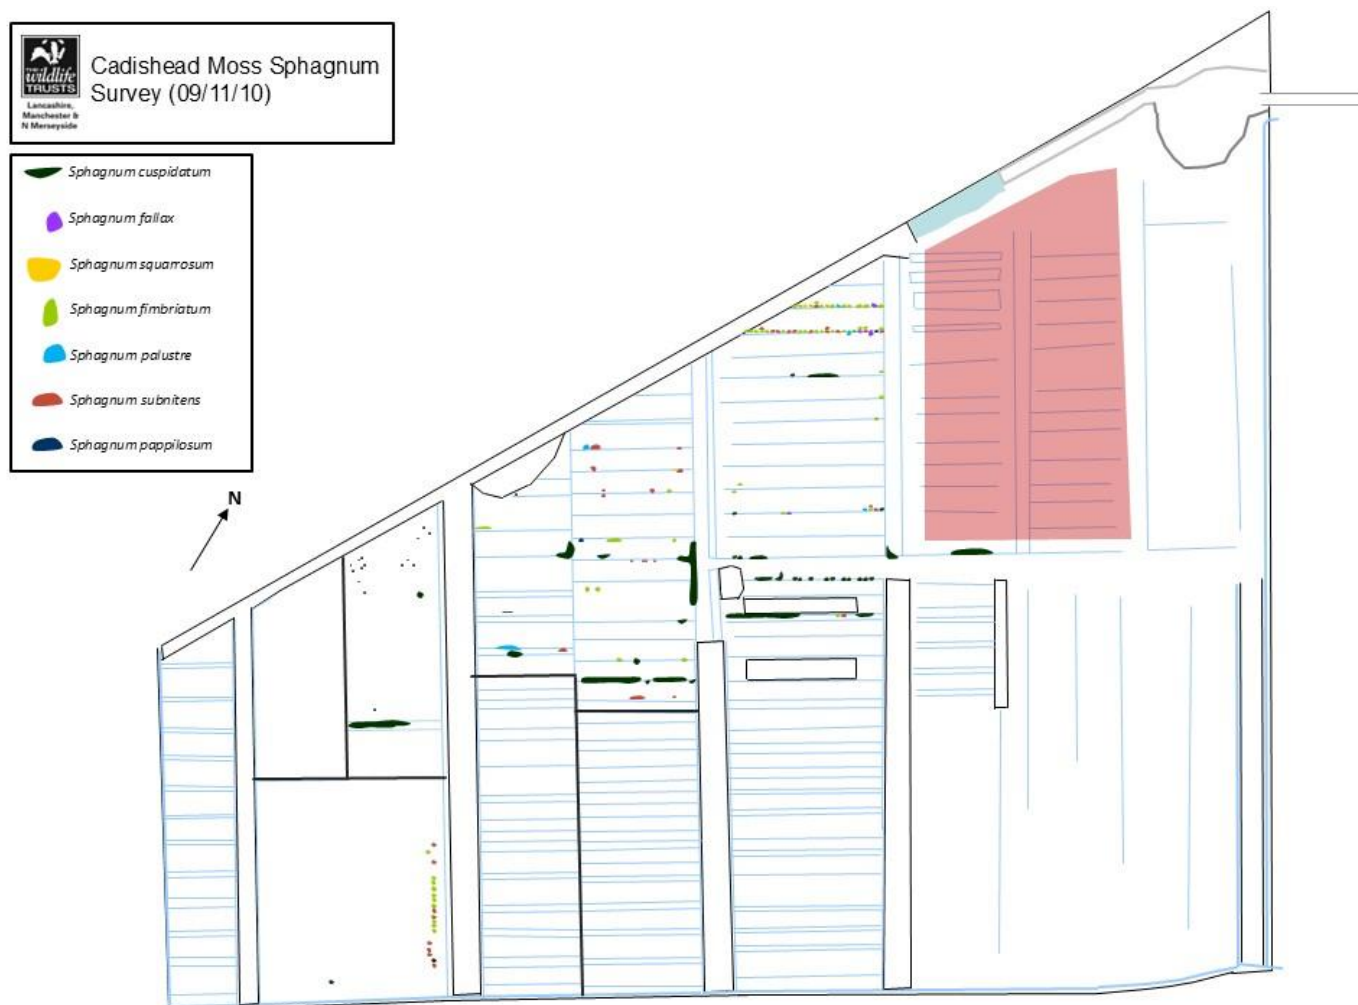 THE
wildlife
TRUSTS
Lancashire,
Manchester &
N Merseyside
Cadishead Moss Sphagnum
Survey (09/11/10)
Sphagnum cuspidatum
Sphagnum fallax
Sphagnum squarrosum
Sphagnum fimbriatum
Sphagnum palustre
Sphagnum subnitens
Sphagnum pappilosum
N